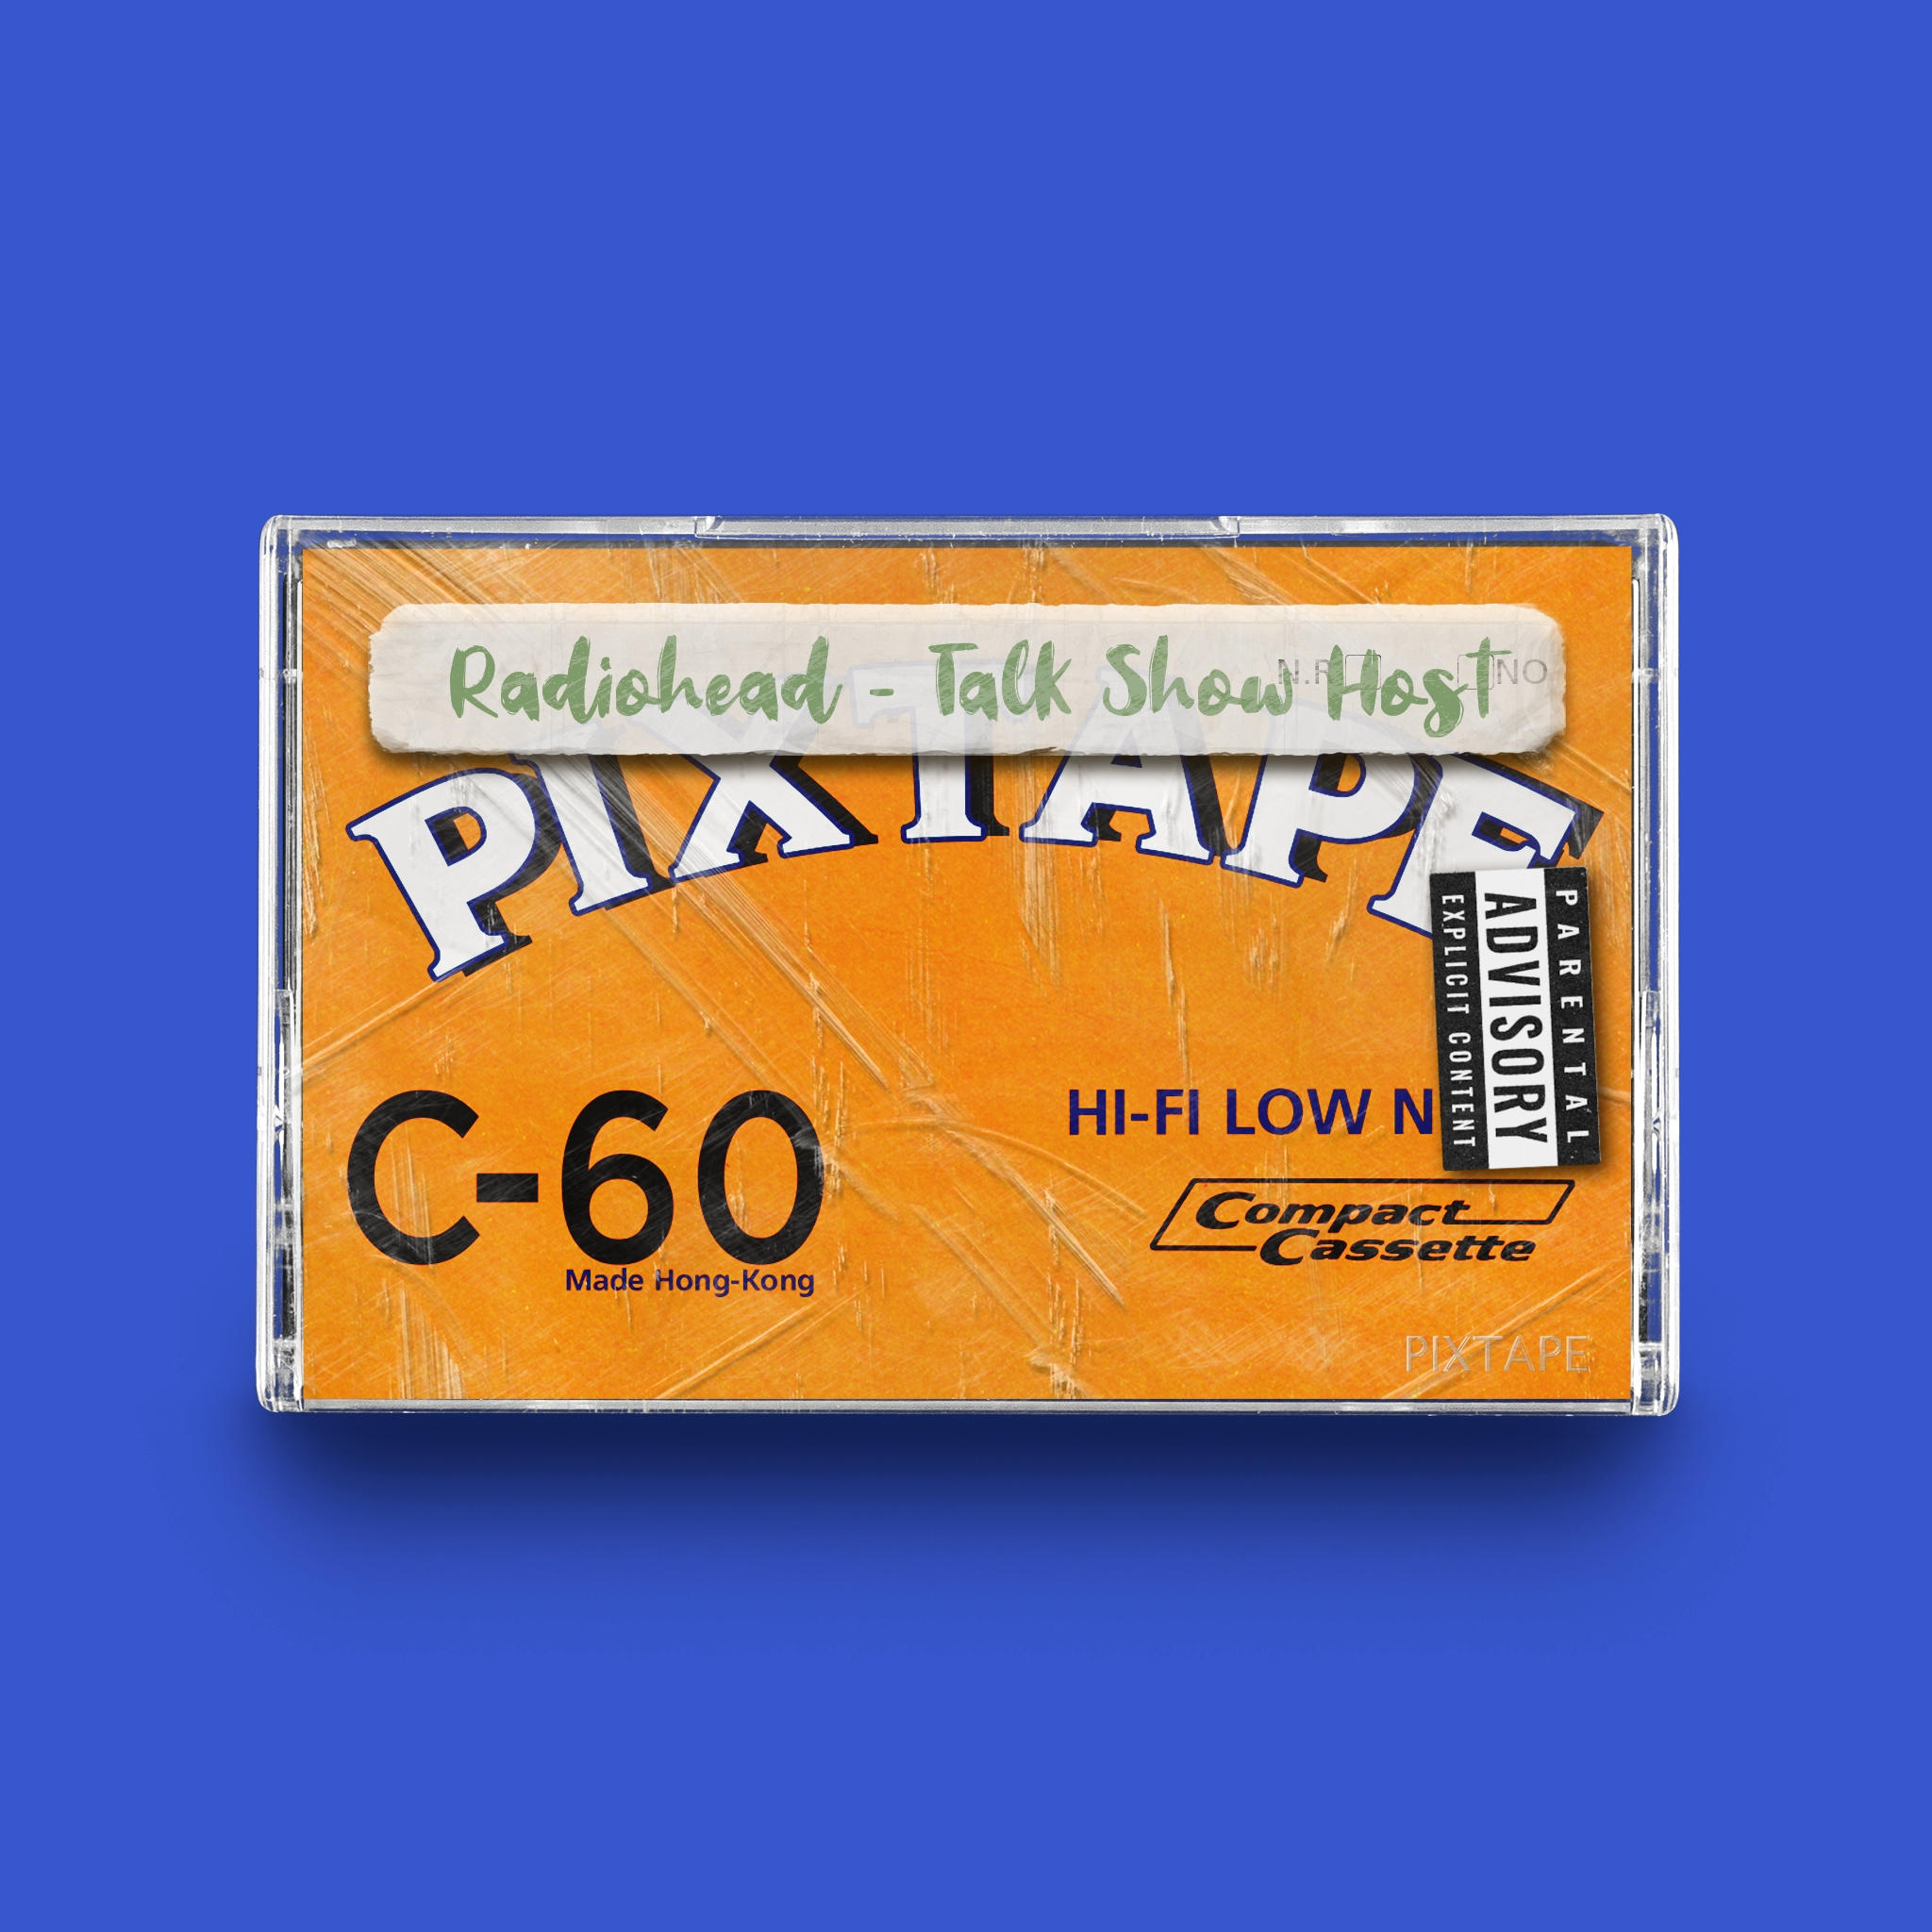 Radiohead - Talk Show Host
N.R NO
PIXTAPE
PARENTAL
ADVISORY
EXPLICIT CONTENT
C-60
Made Hong-Kong
HI-FI LOW N
Compact
Cassette
PIXTAPE